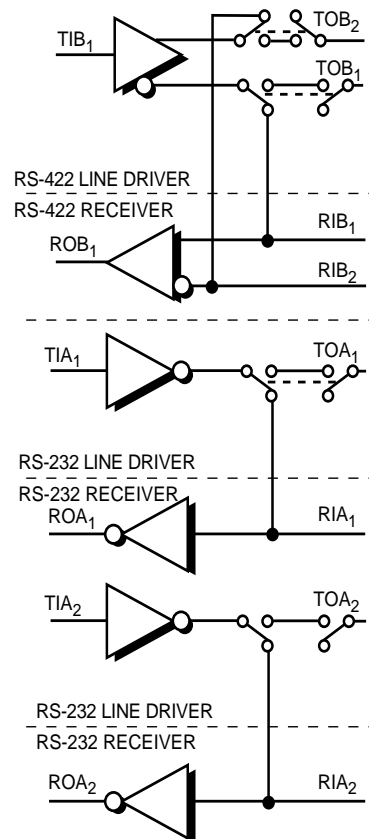 TIB1
TOB2
TOB1
RS-422 LINE DRIVER
RS-422 RECEIVER
ROB1
RIB1
RIB2
TIA1
TOA1
RS-232 LINE DRIVER
RS-232 RECEIVER
ROA1
RIA1
TIA2
TOA2
RS-232 LINE DRIVER
RS-232 RECEIVER
ROA2
RIA2